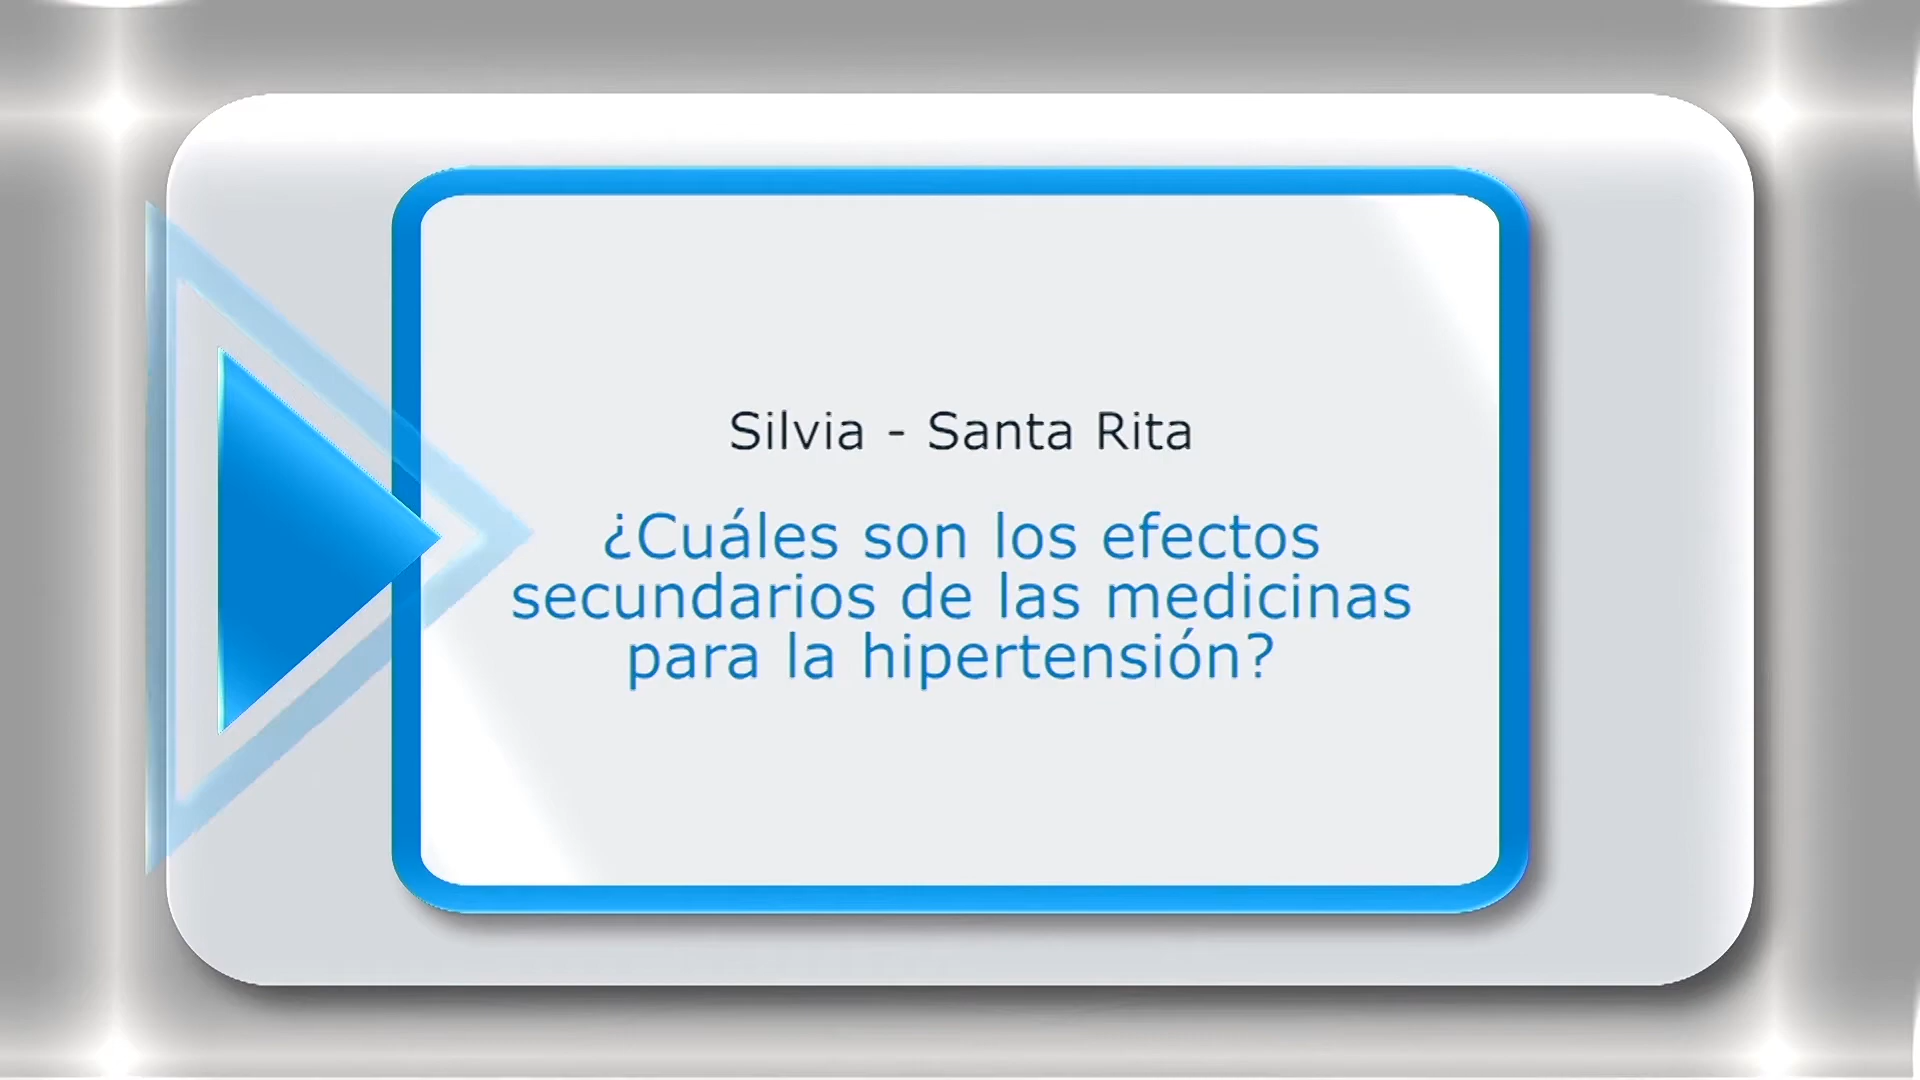 Silvia - Santa Rita
¿Cuáles son los efectos
secundarios de las medicinas
para la hipertensión?